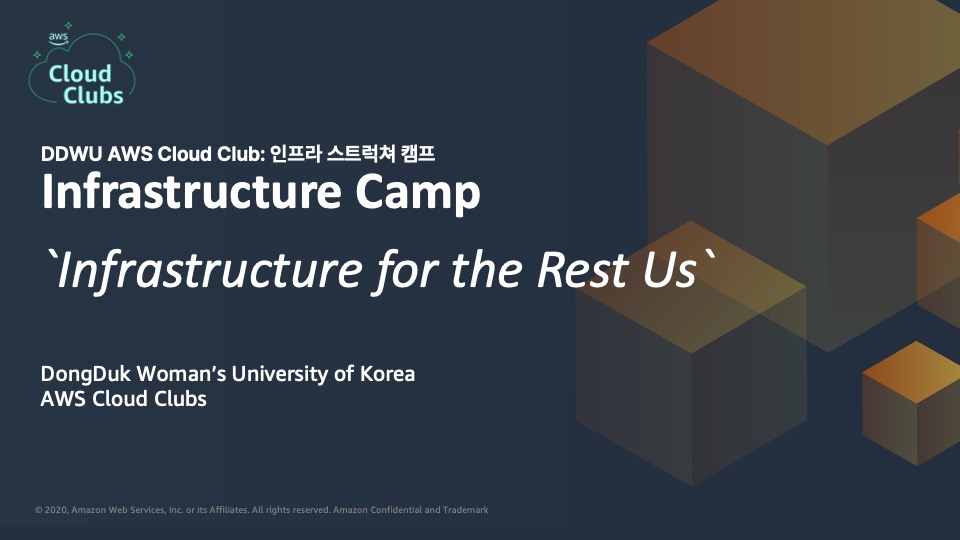 aws
Cloud
Clubs
DDWU AWS Cloud Club: 인프라 스트럭쳐 캠프
Infrastructure Camp
`Infrastructure for the Rest Us`
DongDuk Woman’s University of Korea
AWS Cloud Clubs
© 2020, Amazon Web Services, Inc. or its Affiliates. All rights reserved. Amazon Confidential and Trademark